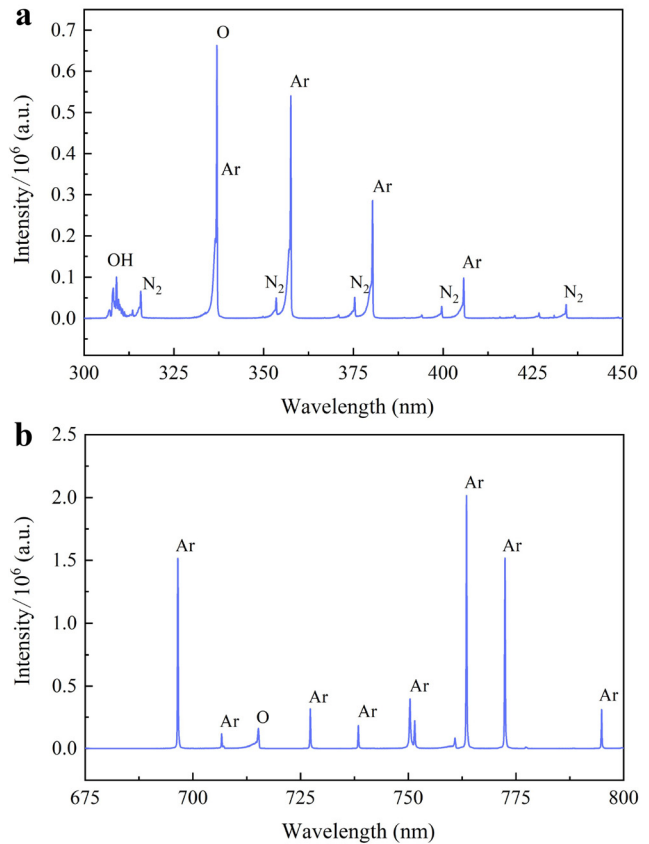 a
0.7
0.6
0.5
0.4
0.3
0.2
0.1
0.0
Intensity/10⁶ (a.u.)
O
Ar
Ar
Ar
Ar
OH
N₂
N₂
N₂
N₂
N₂
300 325 350 375 400 425 450
Wavelength (nm)
b
2.5
2.0
1.5
1.0
0.5
0.0
Intensity/10⁶ (a.u.)
Ar
Ar
O
Ar
Ar
Ar
Ar
Ar
Ar
675 700 725 750 775 800
Wavelength (nm)